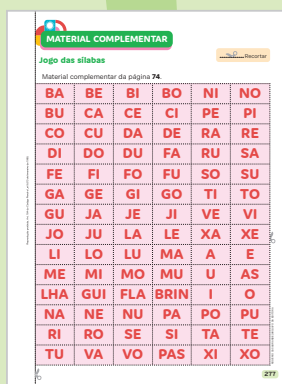 MATERIAL COMPLEMENTAR
Jogo das sílabas
Recortar
Material complementar da página 74.
BA BE BI BO NI NO
BU CA CE CI PE PI
CO CU DA DE RA RE
DI DO DU FA RU SA
FE FI FO FU SO SU
GA GE GI GO TI TO
GU JA JE JI VE VI
JO JU LA LE XA XE
LI LO LU MA A E
ME MI MO MU U AS
LHA GUI FLA BRIN I O
NA NE NU PA PO PU
RI RO SE SI TA TE
TU VA VO PAS XI XO
277